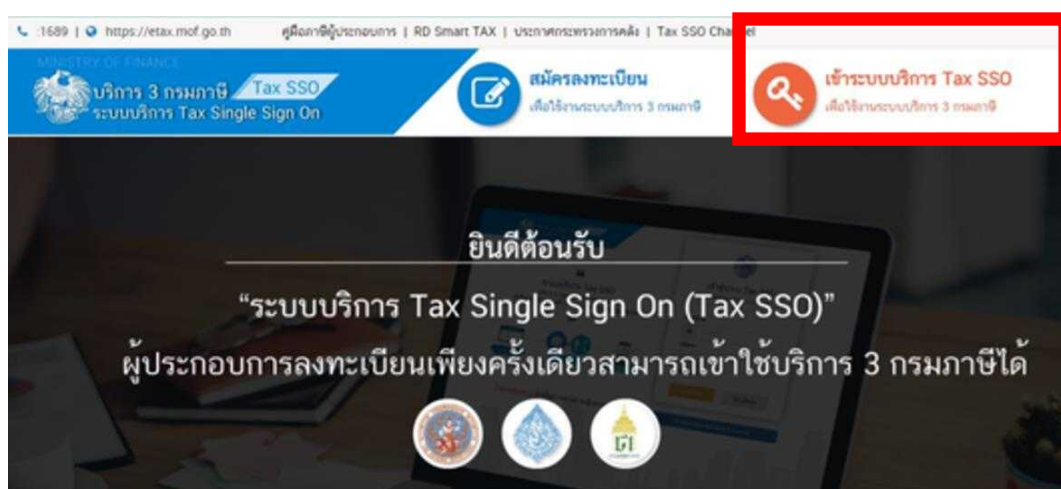 :1689 | https://etax.mof.go.th คู่มือภาษีผู้ประกอบการ | RD Smart TAX | ประกาศกระทรวงการคลัง | Tax SSO Channel
MINISTRY OF FINANCE
บริการ 3 กรมภาษี Tax SSO
ระบบบริการ Tax Single Sign On
สมัครลงทะเบียน
เพื่อใช้งานระบบบริการ 3 กรมภาษี
เข้าระบบบริการ Tax SSO
เพื่อใช้งานระบบบริการ 3 กรมภาษี
ยินดีต้อนรับ
“ระบบบริการ Tax Single Sign On (Tax SSO)”
ผู้ประกอบการลงทะเบียนเพียงครั้งเดียวสามารถเข้าใช้บริการ 3 กรมภาษีได้